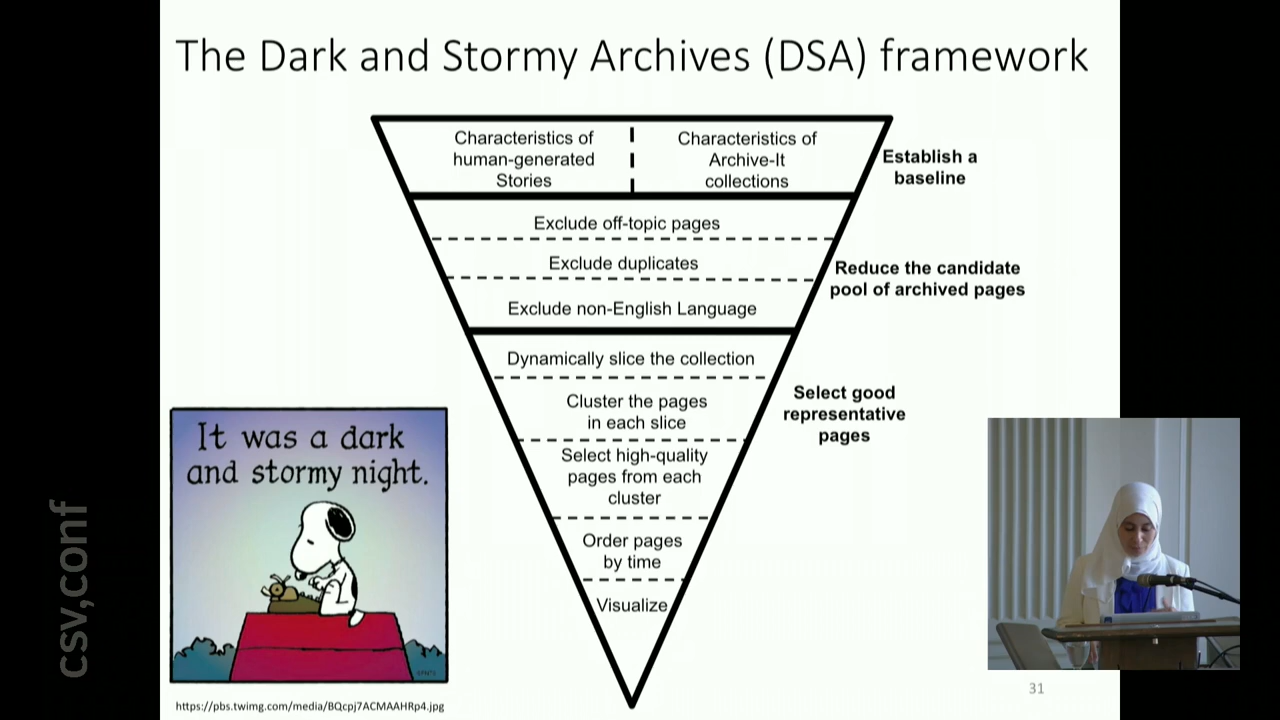 The Dark and Stormy Archives (DSA) framework
Characteristics of
human-generated
Stories
Characteristics of
Archive-It
collections
Establish a
baseline
Exclude off-topic pages
Exclude duplicates
Exclude non-English Language
Reduce the candidate
pool of archived pages
Dynamically slice the collection
Cluster the pages
in each slice
Select high-quality
pages from each
cluster
Order pages
by time
Visualize
Select good
representative
pages
It was a dark
and stormy night.
https://pbs.twimg.com/media/BQcpj7ACMAAHRp4.jpg
31
csv,conf